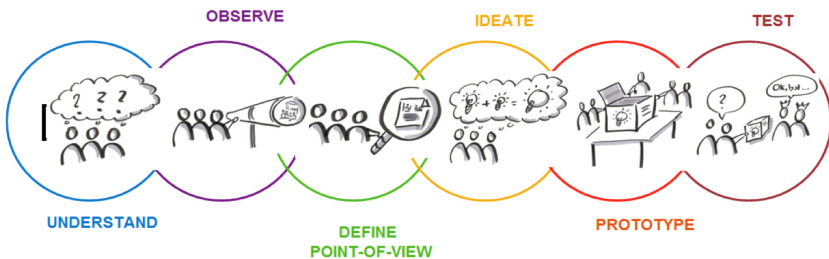 OBSERVE
IDEATE
TEST
? ? ?
+ =
?
Ok, but...
UNDERSTAND
DEFINE
POINT-OF-VIEW
PROTOTYPE